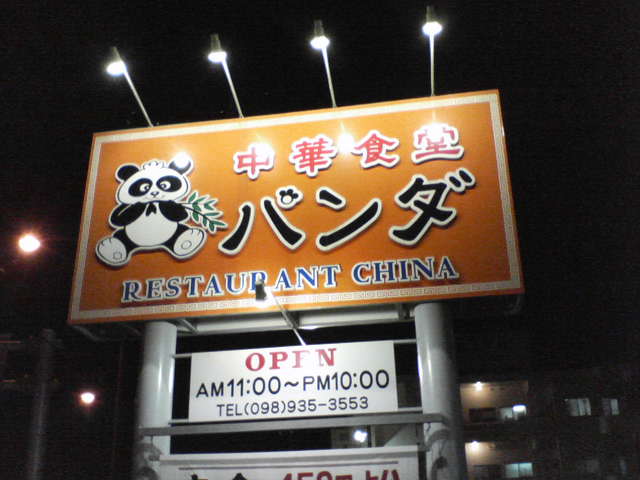 中華食堂
パンダ
RESTAURANT CHINA
OPEN
AM11:00～PM10:00
TEL(098)935-3553